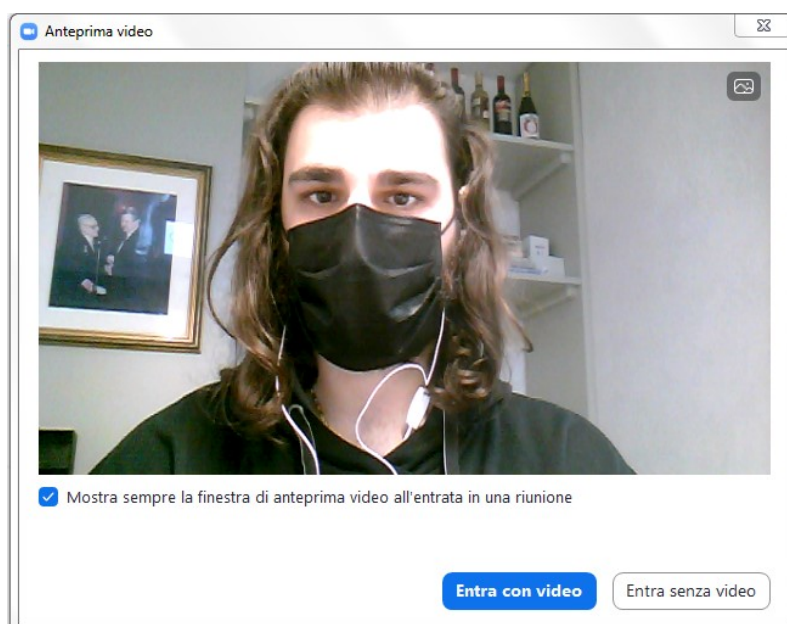 Anteprima video
Mostra sempre la finestra di anteprima video all'entrata in una riunione
Entra con video
Entra senza video